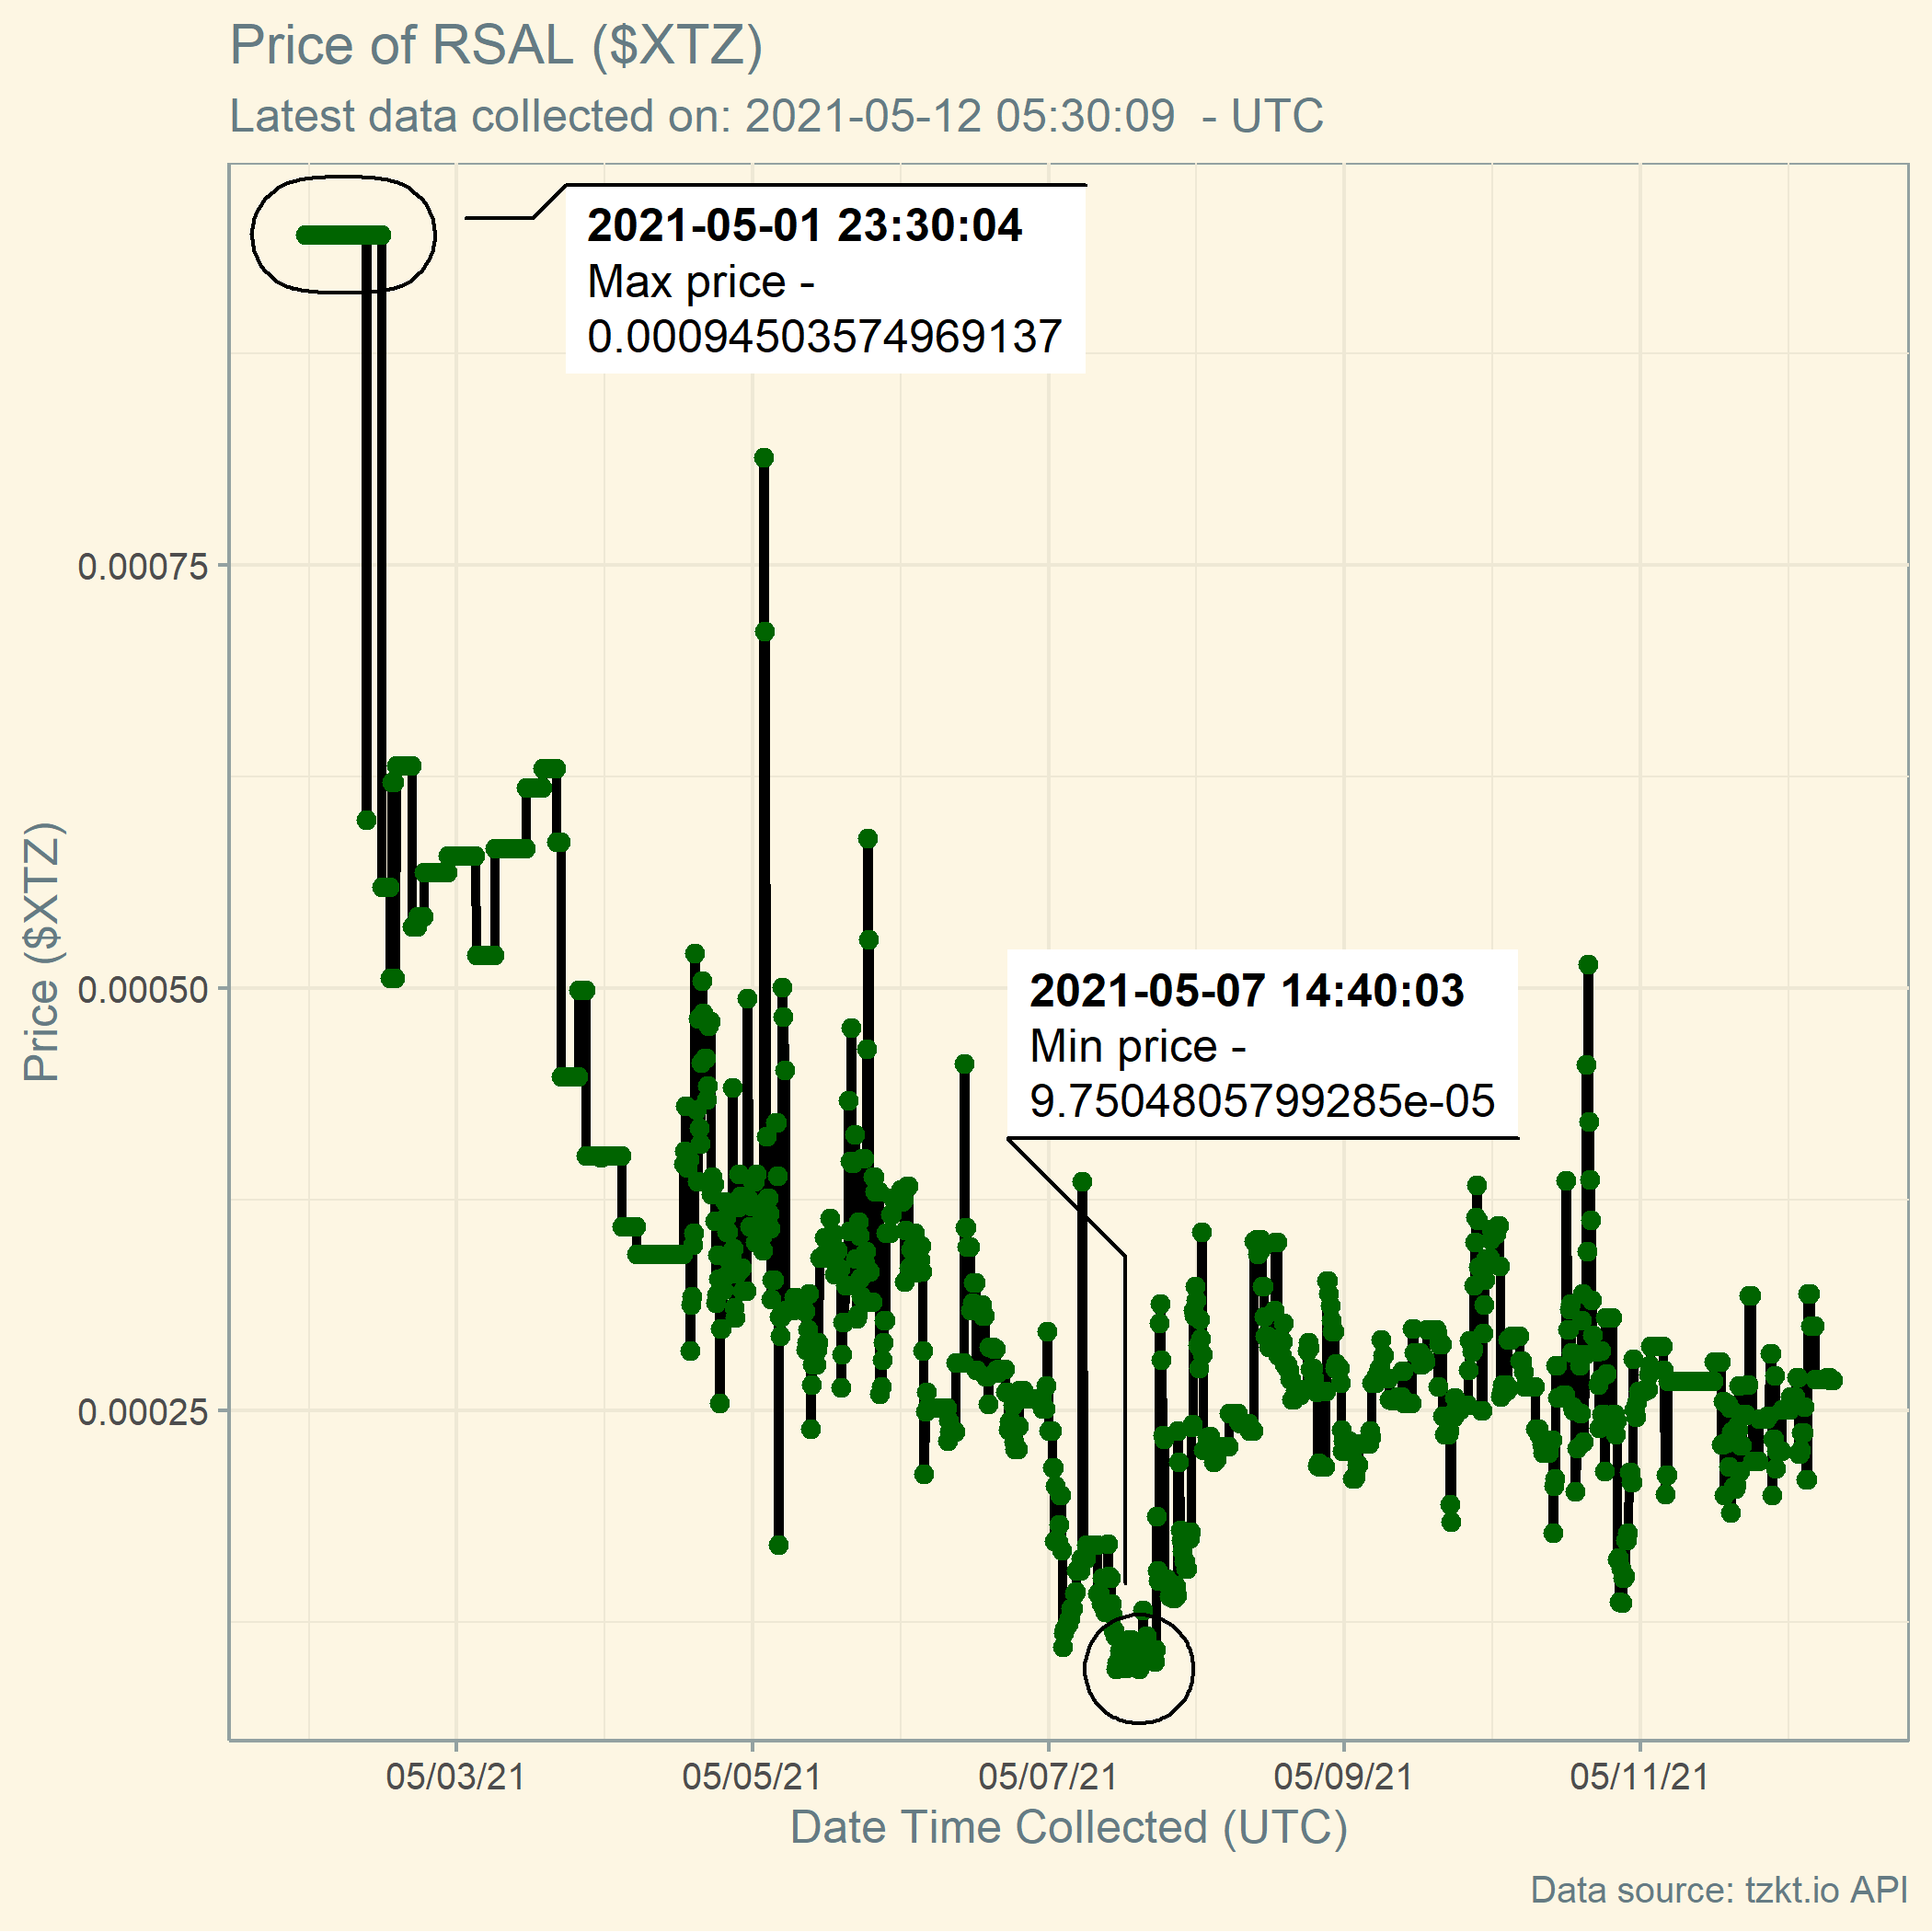 Price of RSAL ($XTZ)
Latest data collected on: 2021-05-12 05:30:09  - UTC
2021-05-01 23:30:04
Max price -
0.00094503574969137
0.00075
2021-05-07 14:40:03
Min price -
9.7504805799285e-05
Price ($XTZ)
0.00050
0.00025
05/03/21
05/05/21
05/07/21
05/09/21
05/11/21
Date Time Collected (UTC)
Data source: tzkt.io API